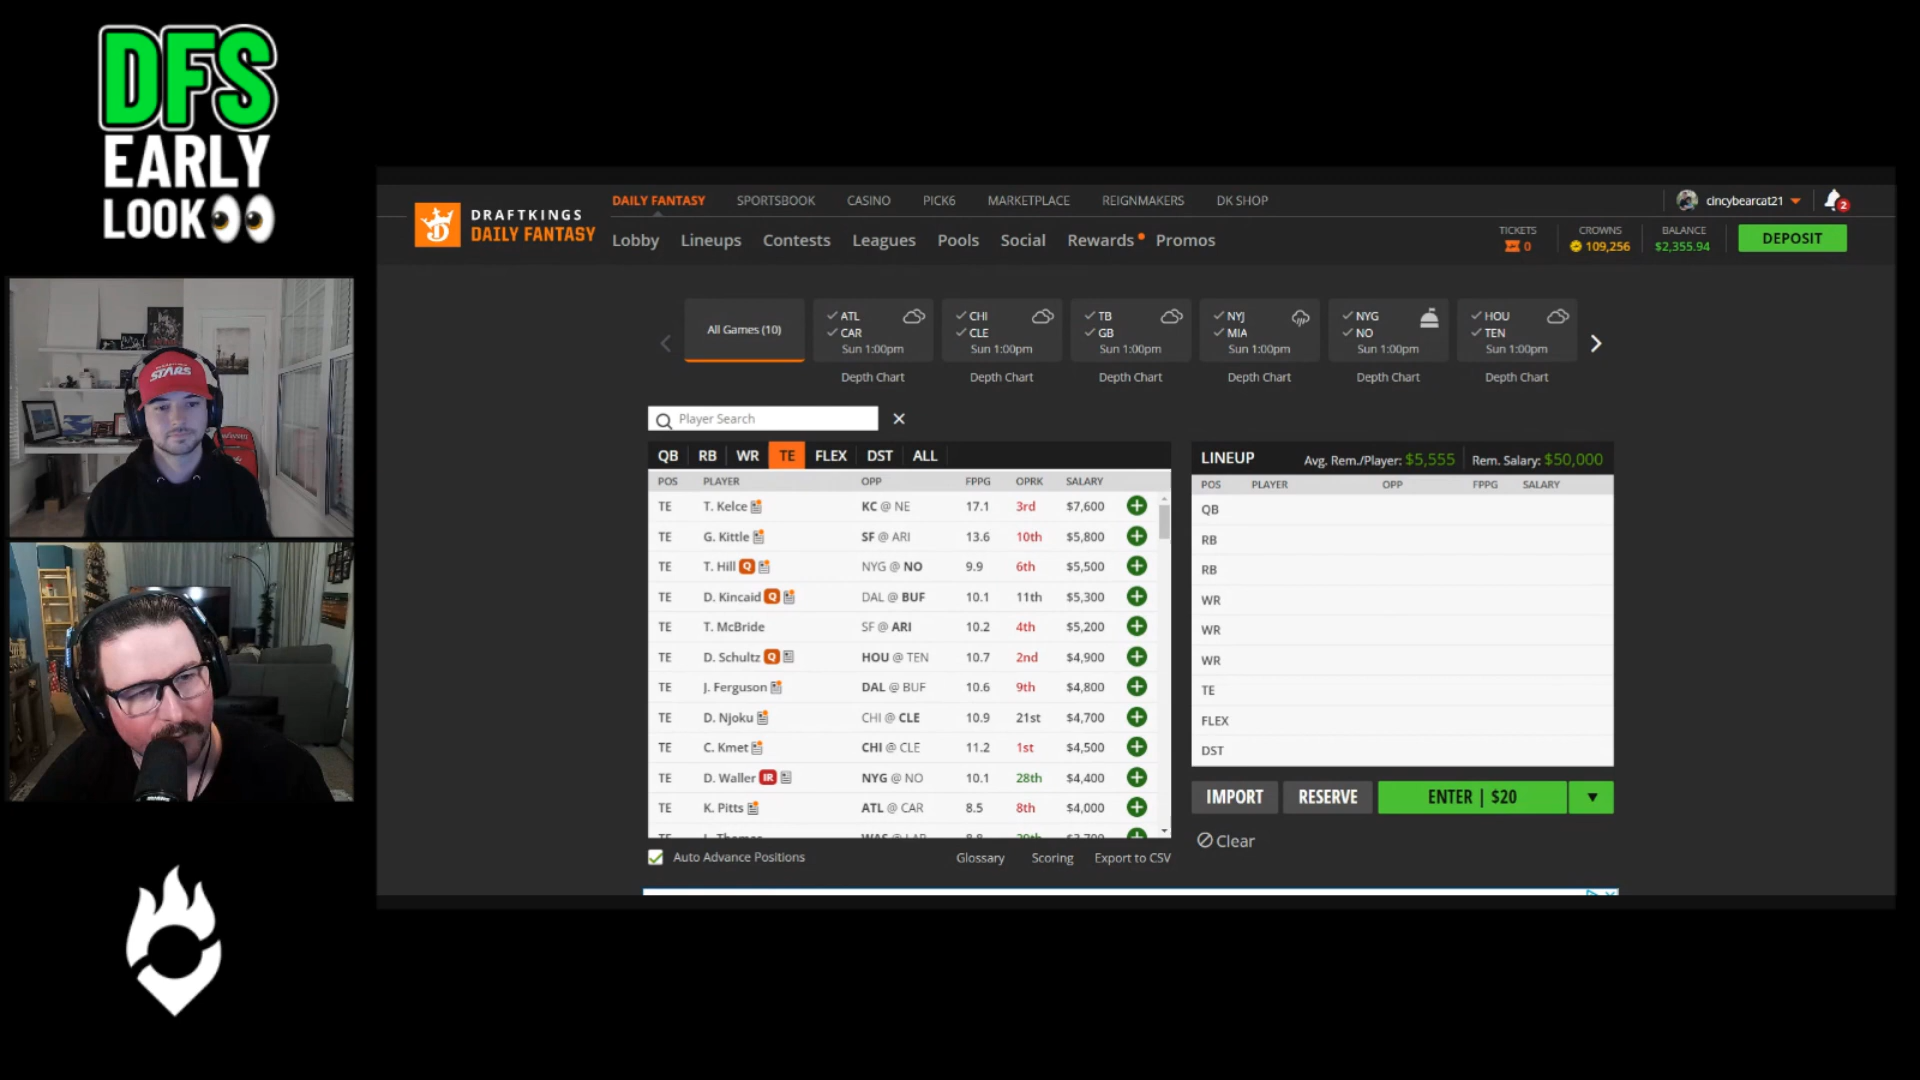 DFS
EARLY
LOOK
STARS
DRAFTKINGS
DAILY FANTASY
DAILY FANTASY SPORTSBOOK CASINO PICK6 MARKETPLACE REIGNMAKERS DK SHOP
cincybearcat21
2
Lobby Lineups Contests Leagues Pools Social Rewards Promos
TICKETS 0
CROWNS 109,256
BALANCE $2,355.94
DEPOSIT
All Games (10)
ATL
CAR
Sun 1:00pm
Depth Chart
CHI
CLE
Sun 1:00pm
Depth Chart
TB
GB
Sun 1:00pm
Depth Chart
NYJ
MIA
Sun 1:00pm
Depth Chart
NYG
NO
Sun 1:00pm
Depth Chart
HOU
TEN
Sun 1:00pm
Depth Chart
Player Search
QB RB WR TE FLEX DST ALL
POS PLAYER OPP FPPG OPRK SALARY
TE T. Kelce KC @ NE 17.1 3rd $7,600
TE G. Kittle SF @ ARI 13.6 10th $5,800
TE T. Hill Q NYG @ NO 9.9 6th $5,500
TE D. Kincaid Q DAL @ BUF 10.1 11th $5,300
TE T. McBride SF @ ARI 10.2 4th $5,200
TE D. Schultz Q HOU @ TEN 10.7 2nd $4,900
TE J. Ferguson DAL @ BUF 10.6 9th $4,800
TE D. Njoku CHI @ CLE 10.9 21st $4,700
TE C. Kmet CHI @ CLE 11.2 1st $4,500
TE D. Waller IR NYG @ NO 10.1 28th $4,400
TE K. Pitts ATL @ CAR 8.5 8th $4,000
Auto Advance Positions Glossary Scoring Export to CSV
LINEUP Avg. Rem./Player: $5,555 Rem. Salary: $50,000
POS PLAYER OPP FPPG SALARY
QB
RB
RB
WR
WR
WR
TE
FLEX
DST
IMPORT RESERVE ENTER | $20
Clear